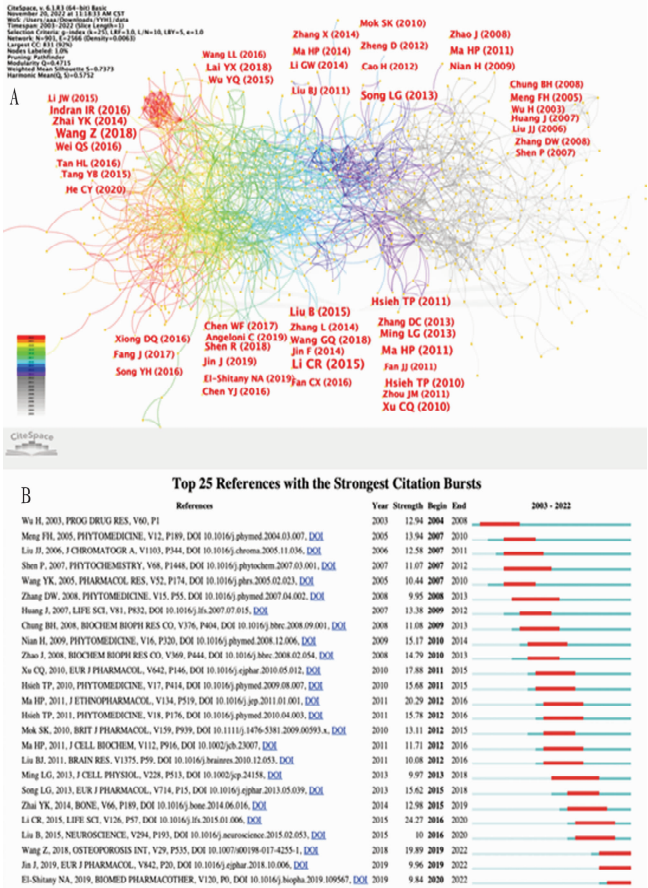 CiteSpace, v. 6.1.R3 (64-bit) Basic
November 20, 2022 at 11:18:33 AM CST
WoS: /Users/aaa/Downloads/YYH1/data
Timespan: 2003-2022 (Slice Length=1)
Selection Criteria: g-index (k=25), LRF=3.0, L/N=10, LBY=5, e=1.0
Network: N=901, E=2566 (Density=0.0063)
Largest CC: 831 (92%)
Nodes Labeled: 1.0%
Pruning: Pathfinder
Modularity Q=0.4715
Weighted Mean Silhouette S=0.7373
Harmonic Mean(Q, S)=0.5752
A
Mok SK (2010)
Zhang X (2014)
Zhao J (2008)
Wang LL (2016)
Ma HP (2014)
Zheng D (2012)
Ma HP (2011)
Lai YX (2018)
Li GW (2014)
Cao H (2012)
Nian H (2009)
Wu YQ (2015)
Liu BJ (2011)
Song LG (2013)
Chung BH (2008)
Meng FH (2005)
Wu H (2003)
Huang J (2007)
Liu JJ (2006)
Zhang DW (2008)
Shen P (2007)
Li JW (2015)
Indran IR (2016)
Zhai YK (2014)
Wang Z (2018)
Wei QS (2016)
Tan HL (2016)
Tang YB (2015)
He CY (2020)
Hsieh TP (2011)
Liu B (2015)
Zhang DC (2013)
Chen WF (2017)
Zhang L (2014)
Ming LG (2013)
Xiong DQ (2016)
Angeloni C (2019)
Wang GQ (2018)
Shen R (2018)
Jin F (2014)
Ma HP (2011)
Fang J (2017)
Jin J (2019)
Li CR (2015)
Fan JJ (2011)
Song YH (2016)
El-Shitany NA (2019)
Fan CX (2016)
Hsieh TP (2010)
Chen YJ (2016)
Zhou JM (2011)
Xu CQ (2010)
CiteSpace
B
Top 25 References with the Strongest Citation Bursts
References Year Strength Begin End 2003 - 2022
Wu H, 2003, PROG DRUG RES, V60, P1 2003 12.94 2004 2008
Meng FH, 2005, PHYTOMEDICINE, V12, P189, DOI 10.1016/j.phymed.2004.03.007, DOI 2005 13.94 2007 2010
Liu JJ, 2006, J CHROMATOGR A, V1103, P344, DOI 10.1016/j.chroma.2005.11.036, DOI 2006 12.58 2007 2011
Shen P, 2007, PHYTOCHEMISTRY, V68, P1448, DOI 10.1016/j.phytochem.2007.03.001, DOI 2007 11.07 2007 2012
Wang YK, 2005, PHARMACOL RES, V52, P174, DOI 10.1016/j.phrs.2005.02.023, DOI 2005 10.44 2007 2010
Zhang DW, 2008, PHYTOMEDICINE, V15, P55, DOI 10.1016/j.phymed.2007.04.002, DOI 2008 9.95 2008 2013
Huang J, 2007, LIFE SCI, V81, P832, DOI 10.1016/j.lfs.2007.07.015, DOI 2007 13.38 2009 2012
Chung BH, 2008, BIOCHEM BIOPH RES CO, V376, P404, DOI 10.1016/j.bbrc.2008.09.001, DOI 2008 11.08 2009 2013
Nian H, 2009, PHYTOMEDICINE, V16, P320, DOI 10.1016/j.phymed.2008.12.006, DOI 2009 15.17 2010 2014
Zhao J, 2008, BIOCHEM BIOPH RES CO, V369, P444, DOI 10.1016/j.bbrc.2008.02.054, DOI 2008 14.79 2010 2013
Xu CQ, 2010, EUR J PHARMACOL, V642, P146, DOI 10.1016/j.ejphar.2010.05.012, DOI 2010 17.88 2011 2015
Hsieh TP, 2010, PHYTOMEDICINE, V17, P414, DOI 10.1016/j.phymed.2009.08.007, DOI 2010 15.68 2011 2015
Ma HP, 2011, J ETHNOPHARMACOL, V134, P519, DOI 10.1016/j.jep.2011.01.001, DOI 2011 20.29 2012 2016
Hsieh TP, 2011, PHYTOMEDICINE, V18, P176, DOI 10.1016/j.phymed.2010.04.003, DOI 2011 15.78 2012 2016
Mok SK, 2010, BRIT J PHARMACOL, V159, P939, DOI 10.1111/j.1476-5381.2009.00593.x, DOI 2010 13.11 2012 2015
Ma HP, 2011, J CELL BIOCHEM, V112, P916, DOI 10.1002/jcb.23007, DOI 2011 11.71 2012 2016
Liu BJ, 2011, BRAIN RES, V1375, P59, DOI 10.1016/j.brainres.2010.12.053, DOI 2011 10.08 2012 2016
Ming LG, 2013, J CELL PHYSIOL, V228, P513, DOI 10.1002/jcp.24158, DOI 2013 9.97 2013 2018
Song LG, 2013, EUR J PHARMACOL, V714, P15, DOI 10.1016/j.ejphar.2013.05.039, DOI 2013 15.62 2015 2018
Zhai YK, 2014, BONE, V66, P189, DOI 10.1016/j.bone.2014.06.016, DOI 2014 12.98 2015 2019
Li CR, 2015, LIFE SCI, V126, P57, DOI 10.1016/j.lfs.2015.01.006, DOI 2015 24.27 2016 2020
Liu B, 2015, NEUROSCIENCE, V294, P193, DOI 10.1016/j.neuroscience.2015.02.053, DOI 2015 10 2016 2020
Wang Z, 2018, OSTEOPOROS INT, V29, P535, DOI 10.1007/s00198-017-4255-1, DOI 2018 19.89 2019 2022
Jin J, 2019, EUR J PHARMACOL, V842, P20, DOI 10.1016/j.ejphar.2018.10.006, DOI 2019 9.96 2019 2022
El-Shitany NA, 2019, BIOMED PHARMACOTHER, V120, P0, DOI 10.1016/j.biopha.2019.109567, DOI 2019 9.84 2020 2022